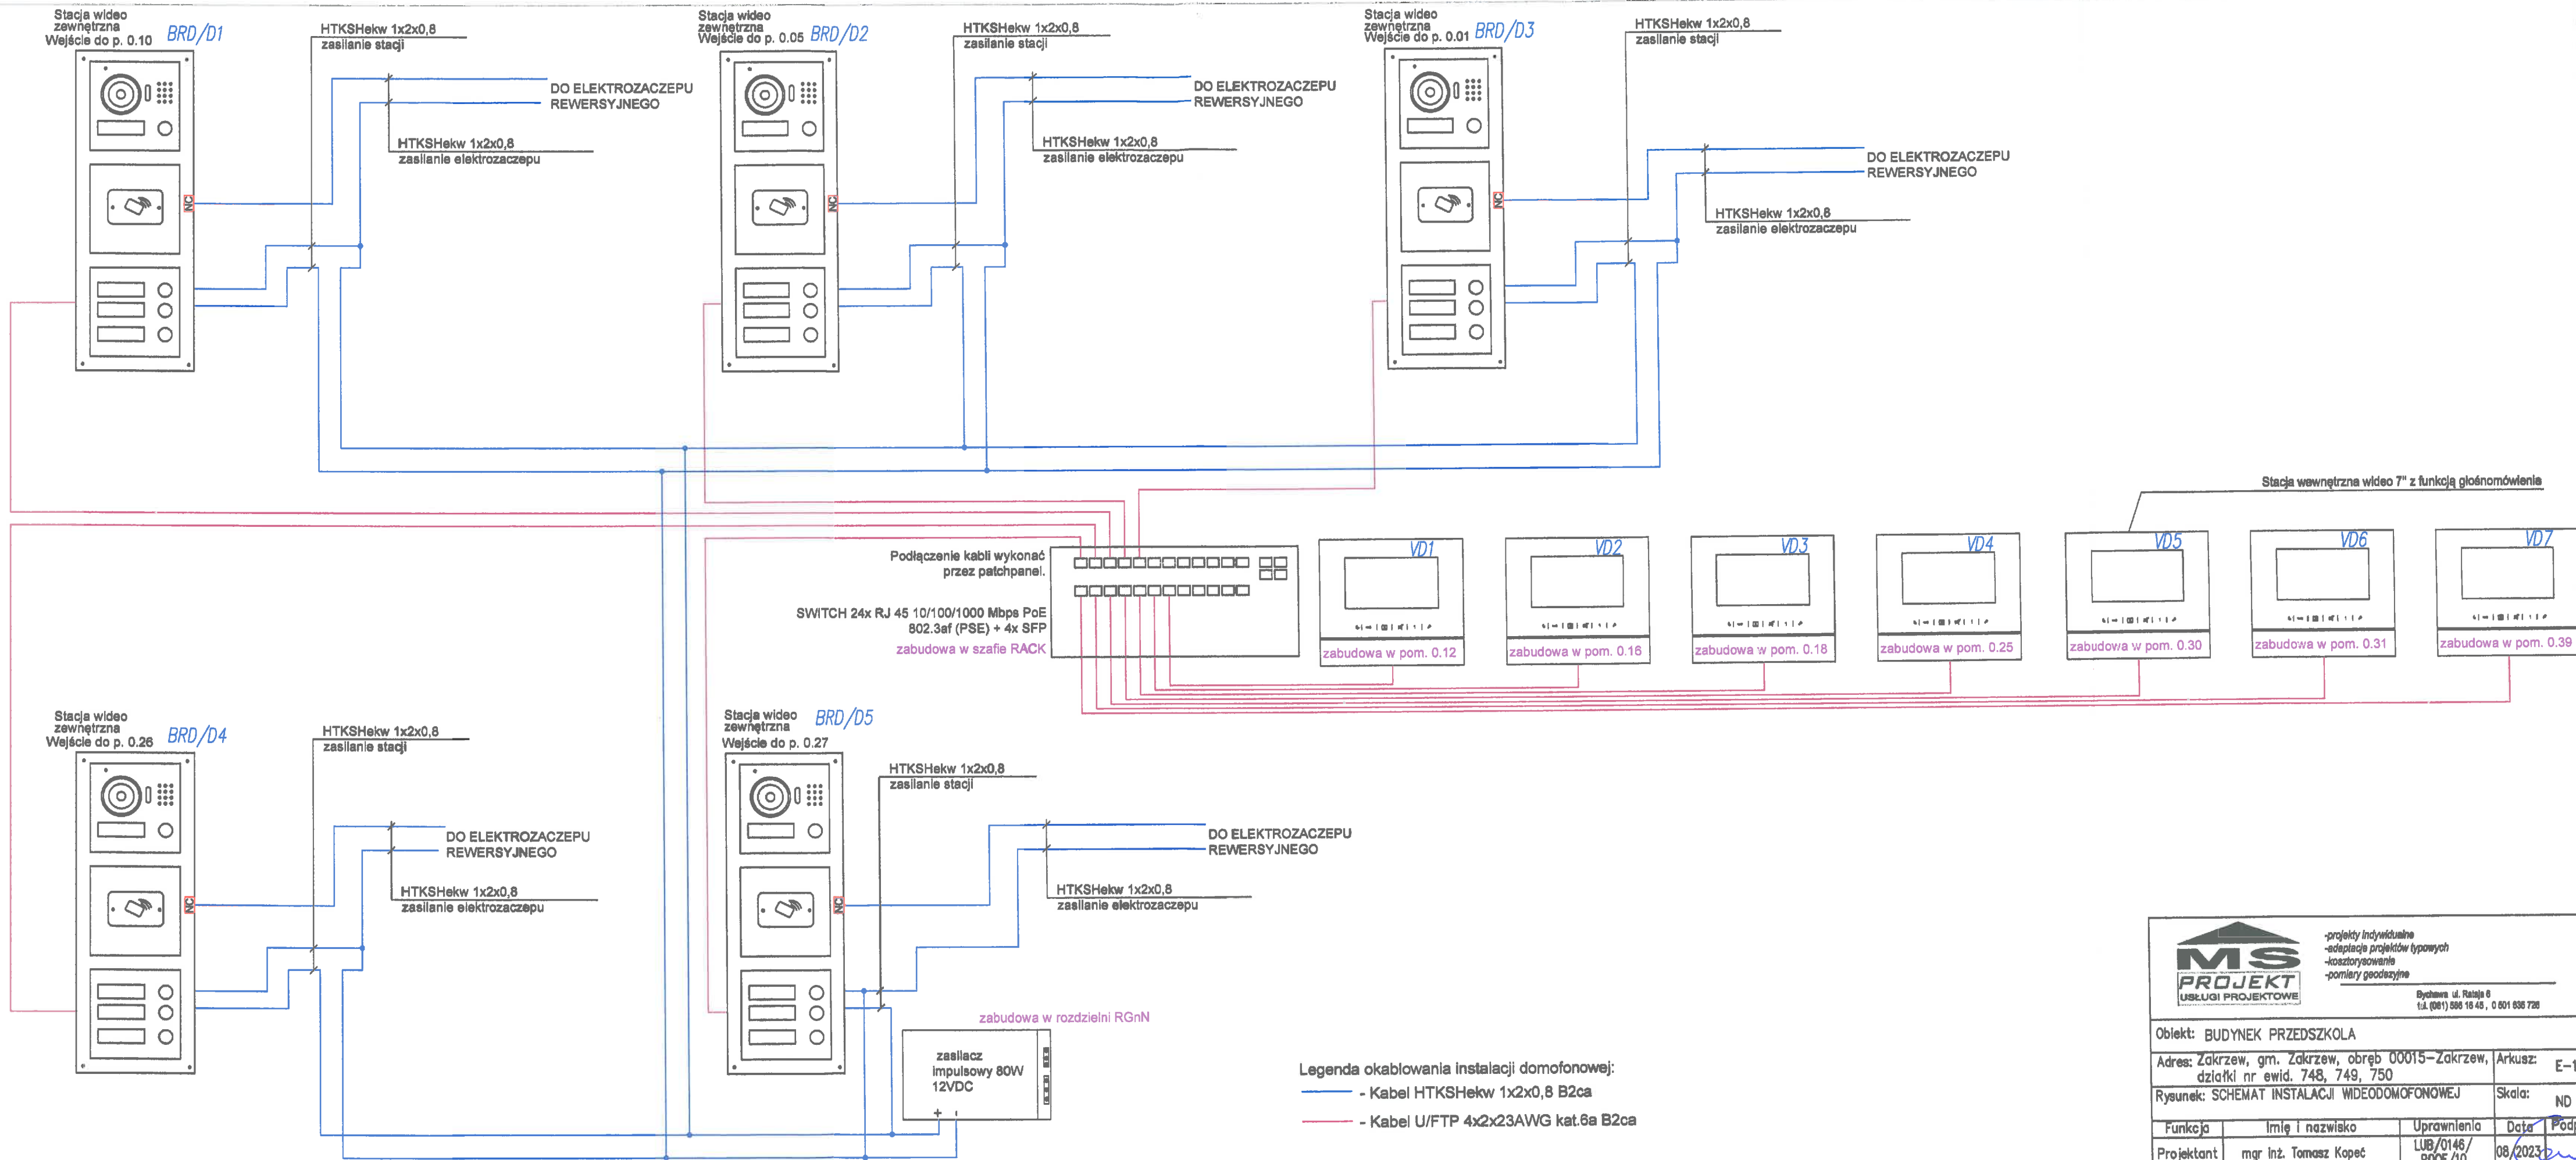 Stacja wideo
zewnętrzna
Wejście do p. 0.10
BRD/D1
HTKSHekw 1x2x0,8
zasilanie stacji
DO ELEKTROZACZEPU
REWERSYJNEGO
HTKSHekw 1x2x0,8
zasilanie elektrozaczepu
NC
Stacja wideo
zewnętrzna
Wejście do p. 0.05
BRD/D2
HTKSHekw 1x2x0,8
zasilanie stacji
DO ELEKTROZACZEPU
REWERSYJNEGO
HTKSHekw 1x2x0,8
zasilanie elektrozaczepu
NC
Stacja wideo
zewnętrzna
Wejście do p. 0.01
BRD/D3
HTKSHekw 1x2x0,8
zasilanie stacji
DO ELEKTROZACZEPU
REWERSYJNEGO
HTKSHekw 1x2x0,8
zasilanie elektrozaczepu
NC
Stacja wewnętrzna wideo 7" z funkcją głośnomówienia
Podłączenie kabli wykonać
przez patchpanel.
SWITCH 24x RJ 45 10/100/1000 Mbps PoE
802.3af (PSE) + 4x SFP
zabudowa w szafie RACK
VD1
zabudowa w pom. 0.12
VD2
zabudowa w pom. 0.16
VD3
zabudowa w pom. 0.18
VD4
zabudowa w pom. 0.25
VD5
zabudowa w pom. 0.30
VD6
zabudowa w pom. 0.31
VD7
zabudowa w pom. 0.39
Stacja wideo
zewnętrzna
Wejście do p. 0.26
BRD/D4
HTKSHekw 1x2x0,8
zasilanie stacji
DO ELEKTROZACZEPU
REWERSYJNEGO
HTKSHekw 1x2x0,8
zasilanie elektrozaczepu
NC
Stacja wideo
zewnętrzna
Wejście do p. 0.27
BRD/D5
HTKSHekw 1x2x0,8
zasilanie stacji
DO ELEKTROZACZEPU
REWERSYJNEGO
HTKSHekw 1x2x0,8
zasilanie elektrozaczepu
NC
zabudowa w rozdzielni RGnN
zasilacz
impulsowy 80W
12VDC
+ -
Legenda okablowania instalacji domofonowej:
- Kabel HTKSHekw 1x2x0,8 B2ca
- Kabel U/FTP 4x2x23AWG kat.6a B2ca
MS
PROJEKT
USŁUGI PROJEKTOWE
-projekty indywidualne
-adaptacje projektów typowych
-kosztorysowanie
-pomiary geodezyjne
Bychawa ul. Rataja 6
Obiekt: BUDYNEK PRZEDSZKOLA
Adres: Zakrzew, gm. Zakrzew, obręb 00015-Zakrzew,
działki nr ewid. 748, 749, 750
Arkusz:
E-1
Rysunek: SCHEMAT INSTALACJI WIDEODOMOFONOWEJ
Skala:
ND
Funkcja Imię i nazwisko Uprawnienia Data
Projektant mgr inż. Tomasz Kopeć LUB/0146/ 08/2023